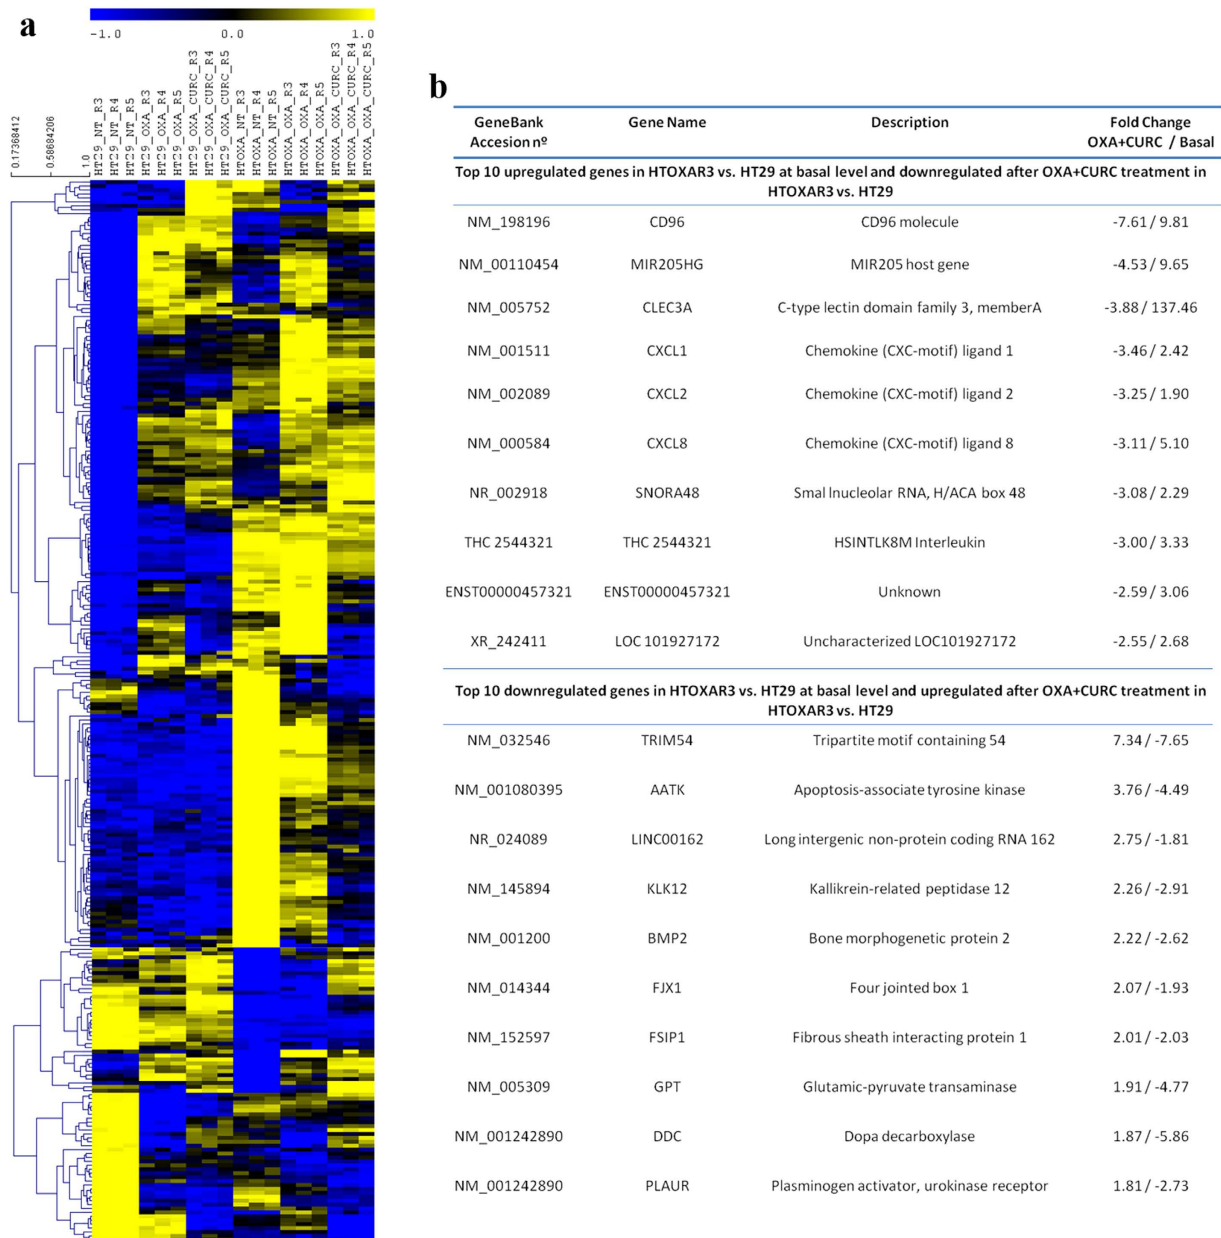 a
-1.0 0.0 1.0
0.17368412
0.58684206
1.0
HT29_NT_R3
HT29_NT_R4
HT29_NT_R5
HT29_OXA_R3
HT29_OXA_R4
HT29_OXA_R5
HT29_OXA_CURC_R3
HT29_OXA_CURC_R4
HT29_OXA_CURC_R5
HTOXA_NT_R3
HTOXA_NT_R4
HTOXA_NT_R5
HTOXA_OXA_R3
HTOXA_OXA_R4
HTOXA_OXA_R5
HTOXA_OXA_CURC_R3
HTOXA_OXA_CURC_R4
HTOXA_OXA_CURC_R5
b
GeneBank Gene Name Description Fold Change
Accesion nº OXA+CURC / Basal
Top 10 upregulated genes in HTOXAR3 vs. HT29 at basal level and downregulated after OXA+CURC treatment in
HTOXAR3 vs. HT29
NM_198196 CD96 CD96 molecule -7.61 / 9.81
NM_00110454 MIR205HG MIR205 host gene -4.53 / 9.65
NM_005752 CLEC3A C-type lectin domain family 3, memberA -3.88 / 137.46
NM_001511 CXCL1 Chemokine (CXC-motif) ligand 1 -3.46 / 2.42
NM_002089 CXCL2 Chemokine (CXC-motif) ligand 2 -3.25 / 1.90
NM_000584 CXCL8 Chemokine (CXC-motif) ligand 8 -3.11 / 5.10
NR_002918 SNORA48 Smal lnucleolar RNA, H/ACA box 48 -3.08 / 2.29
THC 2544321 THC 2544321 HSINTLK8M Interleukin -3.00 / 3.33
ENST00000457321 ENST00000457321 Unknown -2.59 / 3.06
XR_242411 LOC 101927172 Uncharacterized LOC101927172 -2.55 / 2.68
Top 10 downregulated genes in HTOXAR3 vs. HT29 at basal level and upregulated after OXA+CURC treatment in
HTOXAR3 vs. HT29
NM_032546 TRIM54 Tripartite motif containing 54 7.34 / -7.65
NM_001080395 AATK Apoptosis-associate tyrosine kinase 3.76 / -4.49
NR_024089 LINC00162 Long intergenic non-protein coding RNA 162 2.75 / -1.81
NM_145894 KLK12 Kallikrein-related peptidase 12 2.26 / -2.91
NM_001200 BMP2 Bone morphogenetic protein 2 2.22 / -2.62
NM_014344 FJX1 Four jointed box 1 2.07 / -1.93
NM_152597 FSIP1 Fibrous sheath interacting protein 1 2.01 / -2.03
NM_005309 GPT Glutamic-pyruvate transaminase 1.91 / -4.77
NM_001242890 DDC Dopa decarboxylase 1.87 / -5.86
NM_001242890 PLAUR Plasminogen activator, urokinase receptor 1.81 / -2.73